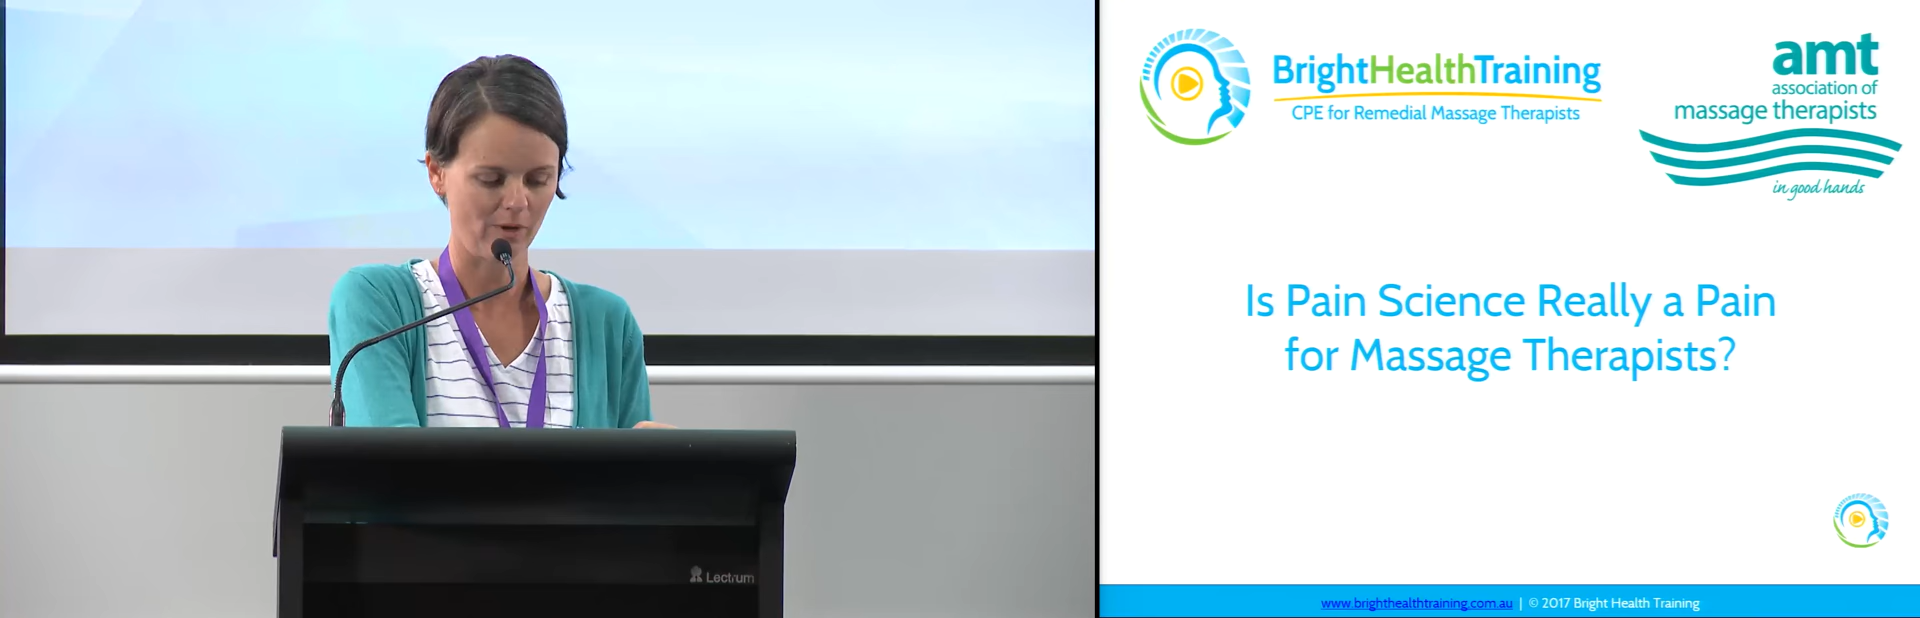 Lectrum
BrightHealthTraining
CPE for Remedial Massage Therapists
amt
association of
massage therapists
in good hands
Is Pain Science Really a Pain
for Massage Therapists?
www.brighthealthtraining.com.au | © 2017 Bright Health Training